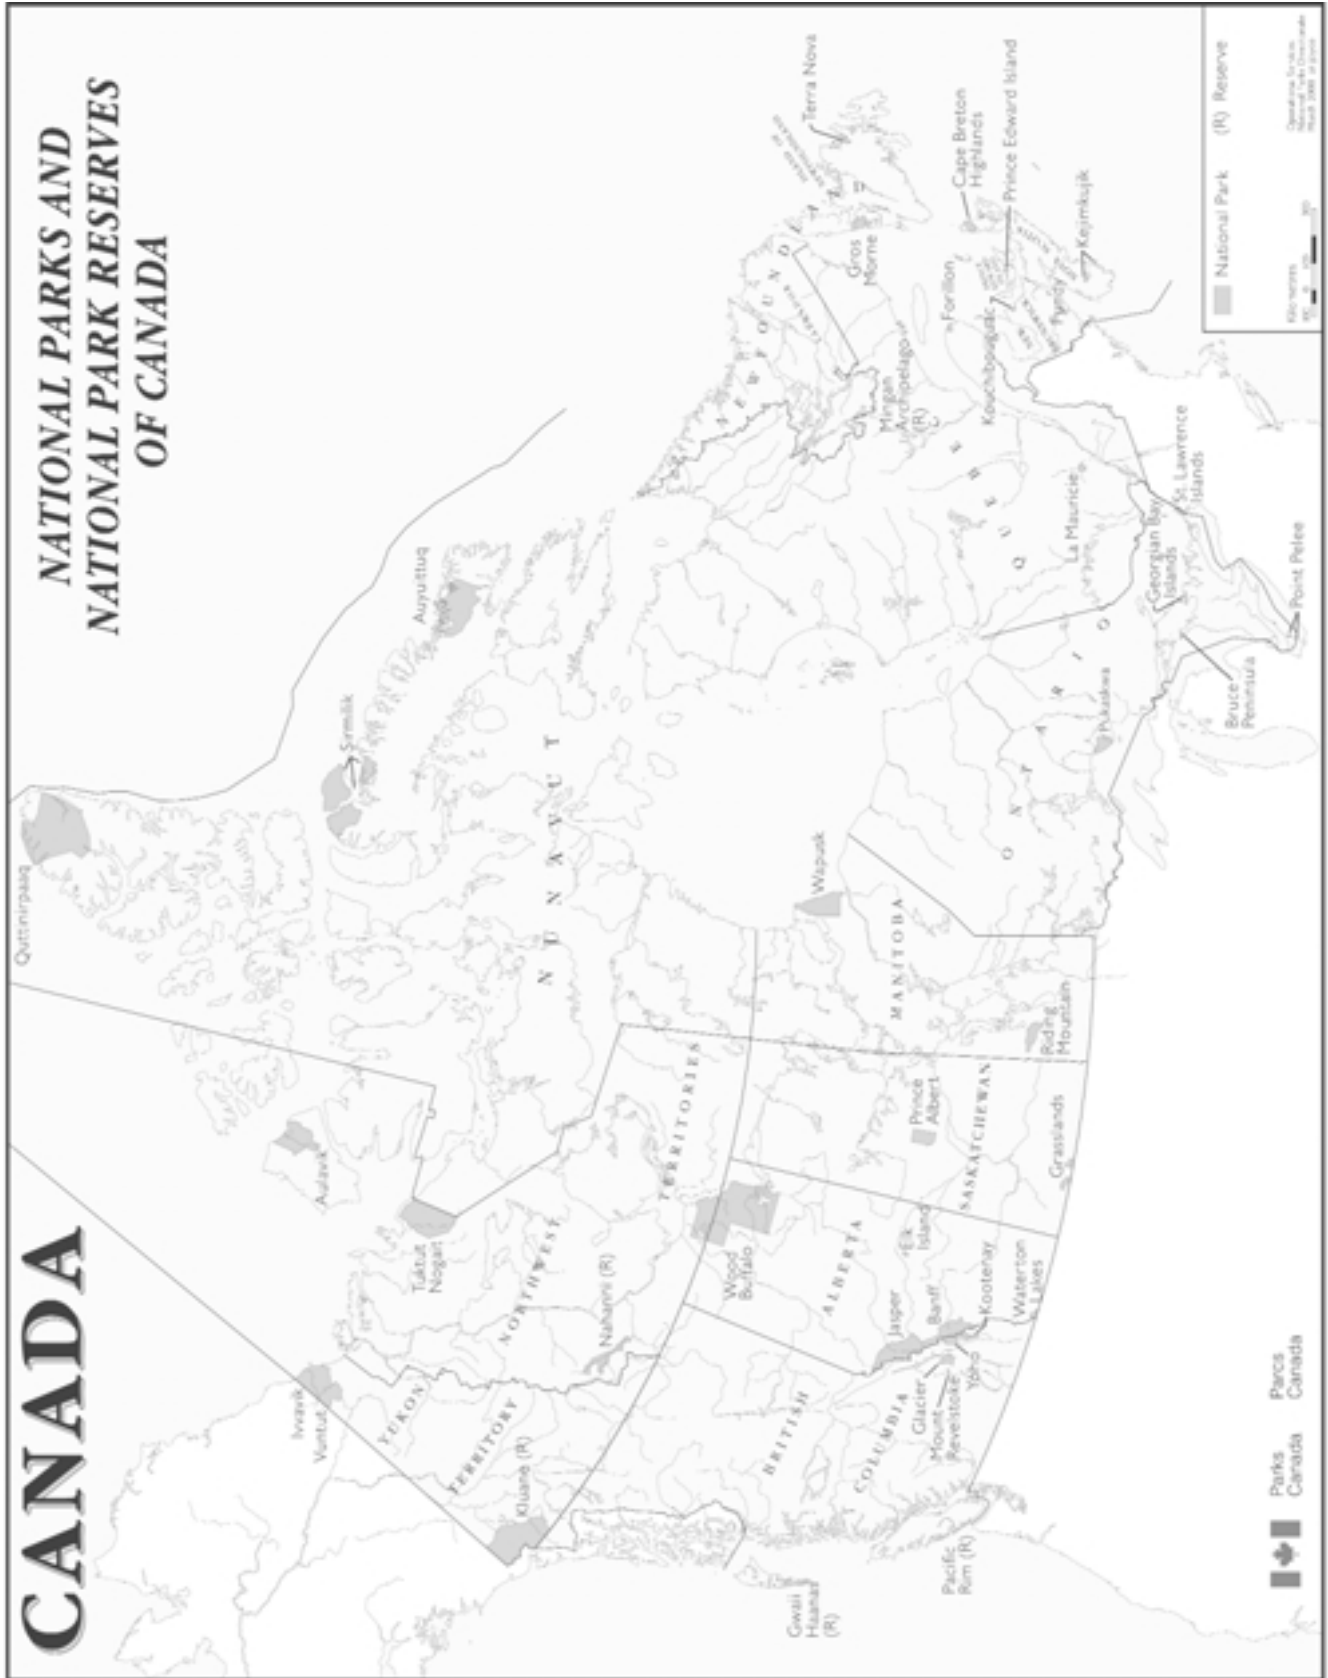 CANADA
NATIONAL PARKS AND
NATIONAL PARK RESERVES
OF CANADA
Quttinirpaaq
Sirmilik
Auyuittuq
Aulavik
Tuktut
Nogait
Ivvavik
Vuntut
YUKON
TERRITORY
Kluane (R)
NORTHWEST
TERRITORIES
Nahanni (R)
NUNAVUT
Wood
Buffalo
Wapusk
BRITISH
COLUMBIA
ALBERTA
SASKATCHEWAN
MANITOBA
ONTARIO
QUEBEC
NEWFOUNDLAND
Gwaii
Haanas
(R)
Pacific
Rim (R)
Glacier
Mount
Revelstoke
Yoho
Jasper
Banff
Kootenay
Waterton
Lakes
Elk
Island
Prince
Albert
Grasslands
Riding
Mountain
Pukaskwa
Bruce
Peninsula
Georgian Bay
Islands
Point Pelee
St. Lawrence
Islands
La Mauricie
Mingan
Archipelago
(R)
Forillon
Kouchibouguac
Fundy
Gros
Morne
Terra Nova
Cape Breton
Highlands
Prince Edward Island
Kejimkujik
National Park
(R) Reserve
Kilometres
Parks
Canada
Parcs
Canada